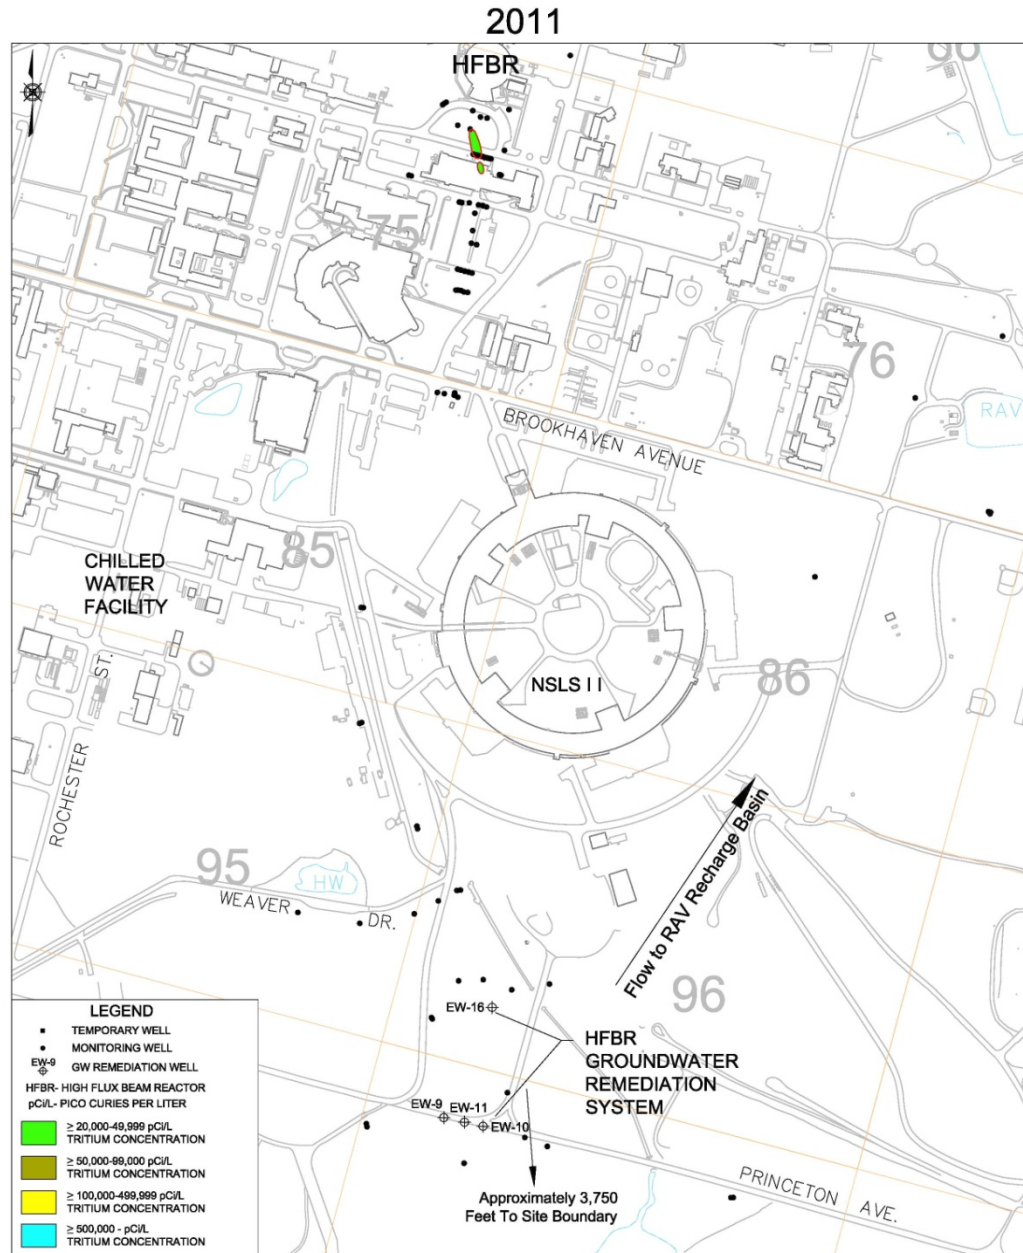 2011
HFBR
66
75
76
RAV
BROOKHAVEN AVENUE
85
CHILLED
WATER
FACILITY
ROCHESTER ST.
NSLS II
86
Flow to RAV Recharge Basin
95
HW
WEAVER DR.
96
EW-16
HFBR
GROUNDWATER
REMEDIATION
SYSTEM
EW-9
EW-11
EW-10
Approximately 3,750
Feet To Site Boundary
PRINCETON AVE.
LEGEND
TEMPORARY WELL
MONITORING WELL
EW-9
GW REMEDIATION WELL
HFBR- HIGH FLUX BEAM REACTOR
pCi/L- PICO CURIES PER LITER
≥ 20,000-49,999 pCi/L
TRITIUM CONCENTRATION
≥ 50,000-99,000 pCi/L
TRITIUM CONCENTRATION
≥ 100,000-499,999 pCi/L
TRITIUM CONCENTRATION
≥ 500,000 - pCi/L
TRITIUM CONCENTRATION